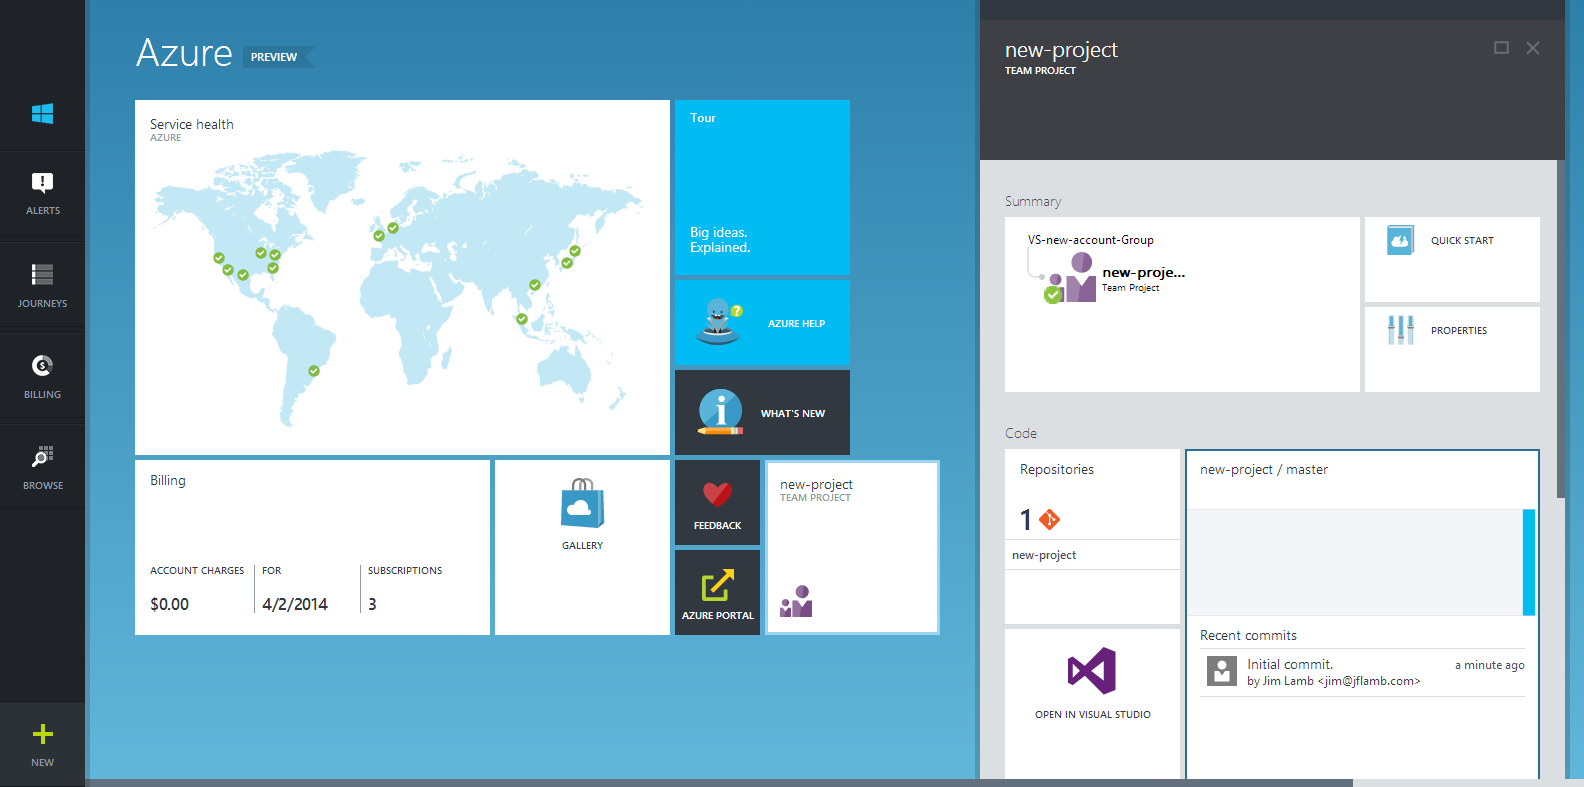 Azure
PREVIEW
ALERTS
JOURNEYS
BILLING
BROWSE
NEW
Service health
AZURE
Tour
Big ideas.
Explained.
AZURE HELP
WHAT'S NEW
Billing
ACCOUNT CHARGES
$0.00
FOR
4/2/2014
SUBSCRIPTIONS
3
GALLERY
FEEDBACK
AZURE PORTAL
new-project
TEAM PROJECT
new-project
TEAM PROJECT
Summary
VS-new-account-Group
new-proje...
Team Project
QUICK START
PROPERTIES
Code
Repositories
1
new-project
OPEN IN VISUAL STUDIO
new-project / master
Recent commits
Initial commit.
a minute ago
by Jim Lamb <jim@jflamb.com>